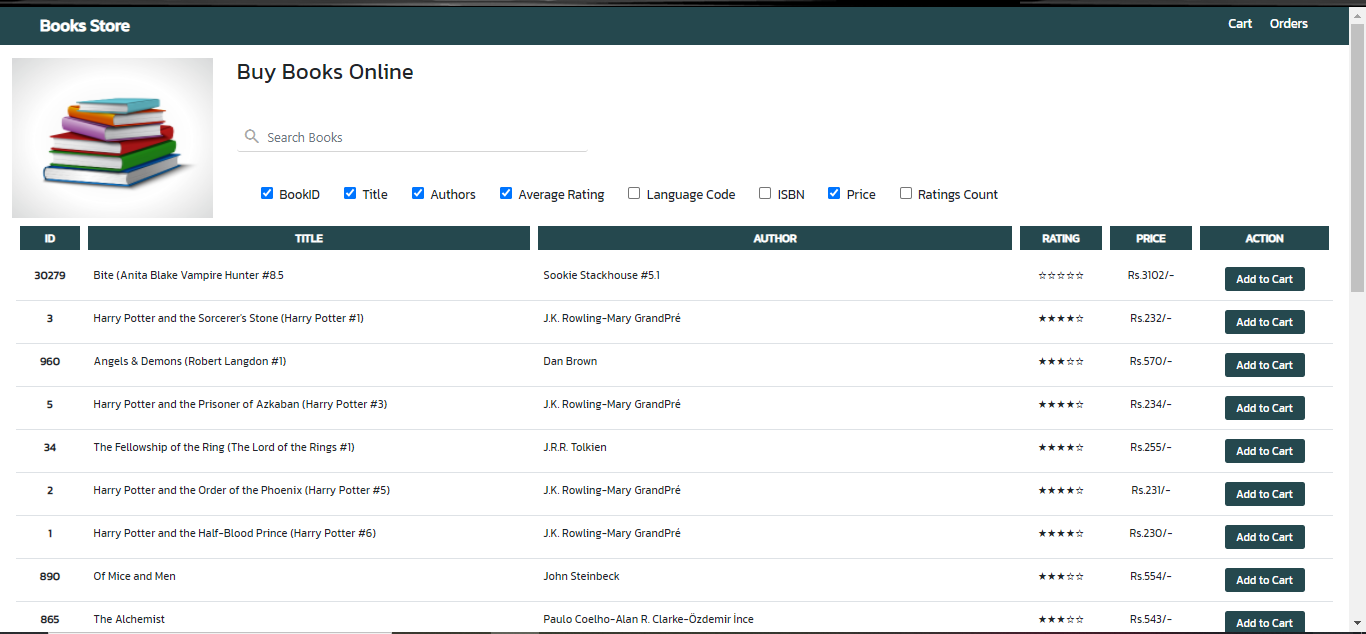 Books Store Cart Orders
Buy Books Online
Search Books
BookID Title Authors Average Rating Language Code ISBN Price Ratings Count
ID TITLE AUTHOR RATING PRICE ACTION
30279 Bite (Anita Blake Vampire Hunter #8.5 Sookie Stackhouse #5.1 ☆☆☆☆☆ Rs.3102/- Add to Cart
3 Harry Potter and the Sorcerer's Stone (Harry Potter #1) J.K. Rowling-Mary GrandPré ★★★★☆ Rs.232/- Add to Cart
960 Angels & Demons (Robert Langdon #1) Dan Brown ★★★☆☆ Rs.570/- Add to Cart
5 Harry Potter and the Prisoner of Azkaban (Harry Potter #3) J.K. Rowling-Mary GrandPré ★★★★☆ Rs.234/- Add to Cart
34 The Fellowship of the Ring (The Lord of the Rings #1) J.R.R. Tolkien ★★★★☆ Rs.255/- Add to Cart
2 Harry Potter and the Order of the Phoenix (Harry Potter #5) J.K. Rowling-Mary GrandPré ★★★★☆ Rs.231/- Add to Cart
1 Harry Potter and the Half-Blood Prince (Harry Potter #6) J.K. Rowling-Mary GrandPré ★★★★☆ Rs.230/- Add to Cart
890 Of Mice and Men John Steinbeck ★★★☆☆ Rs.554/- Add to Cart
865 The Alchemist Paulo Coelho-Alan R. Clarke-Özdemir İnce ★★★☆☆ Rs.543/- Add to Cart